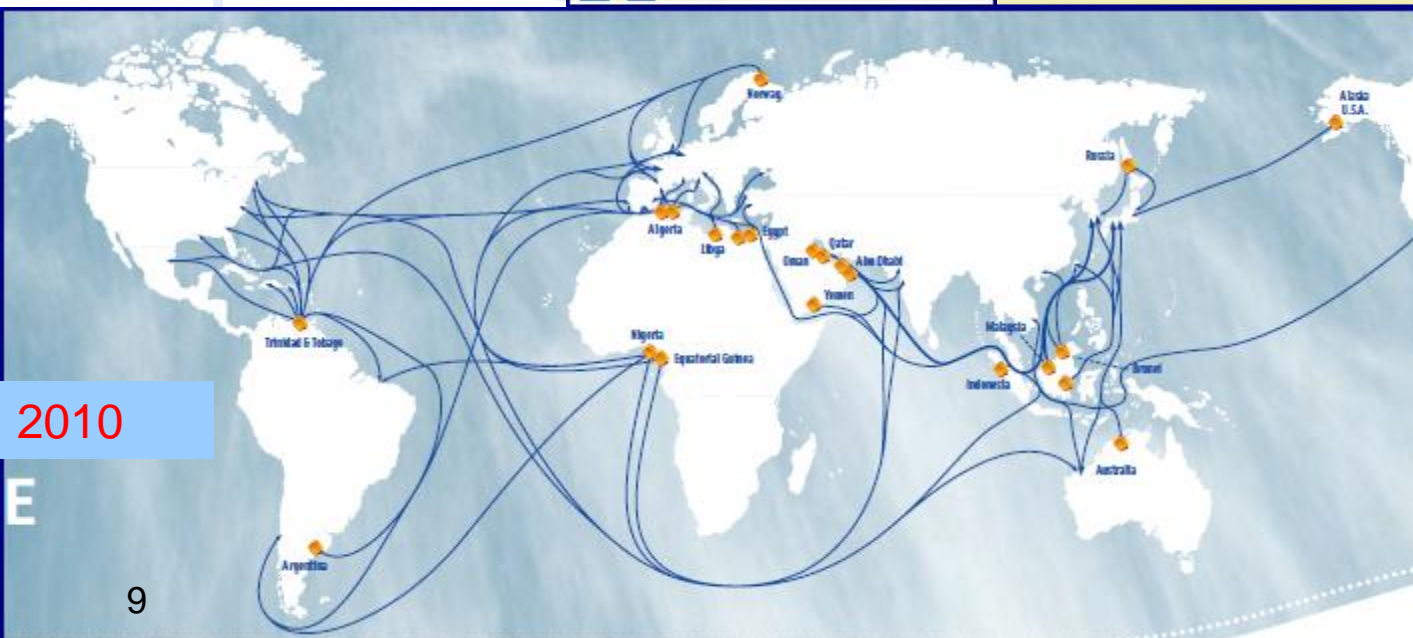 Norway
Alaska
U.S.A.
Russia
Algeria
Libya
Egypt
Qatar
Oman
Abu Dhabi
Yemen
Nigeria
Equatorial Guinea
Trinidad & Tobago
Malaysia
Brunei
Indonesia
2010
Australia
E
Argentina
9